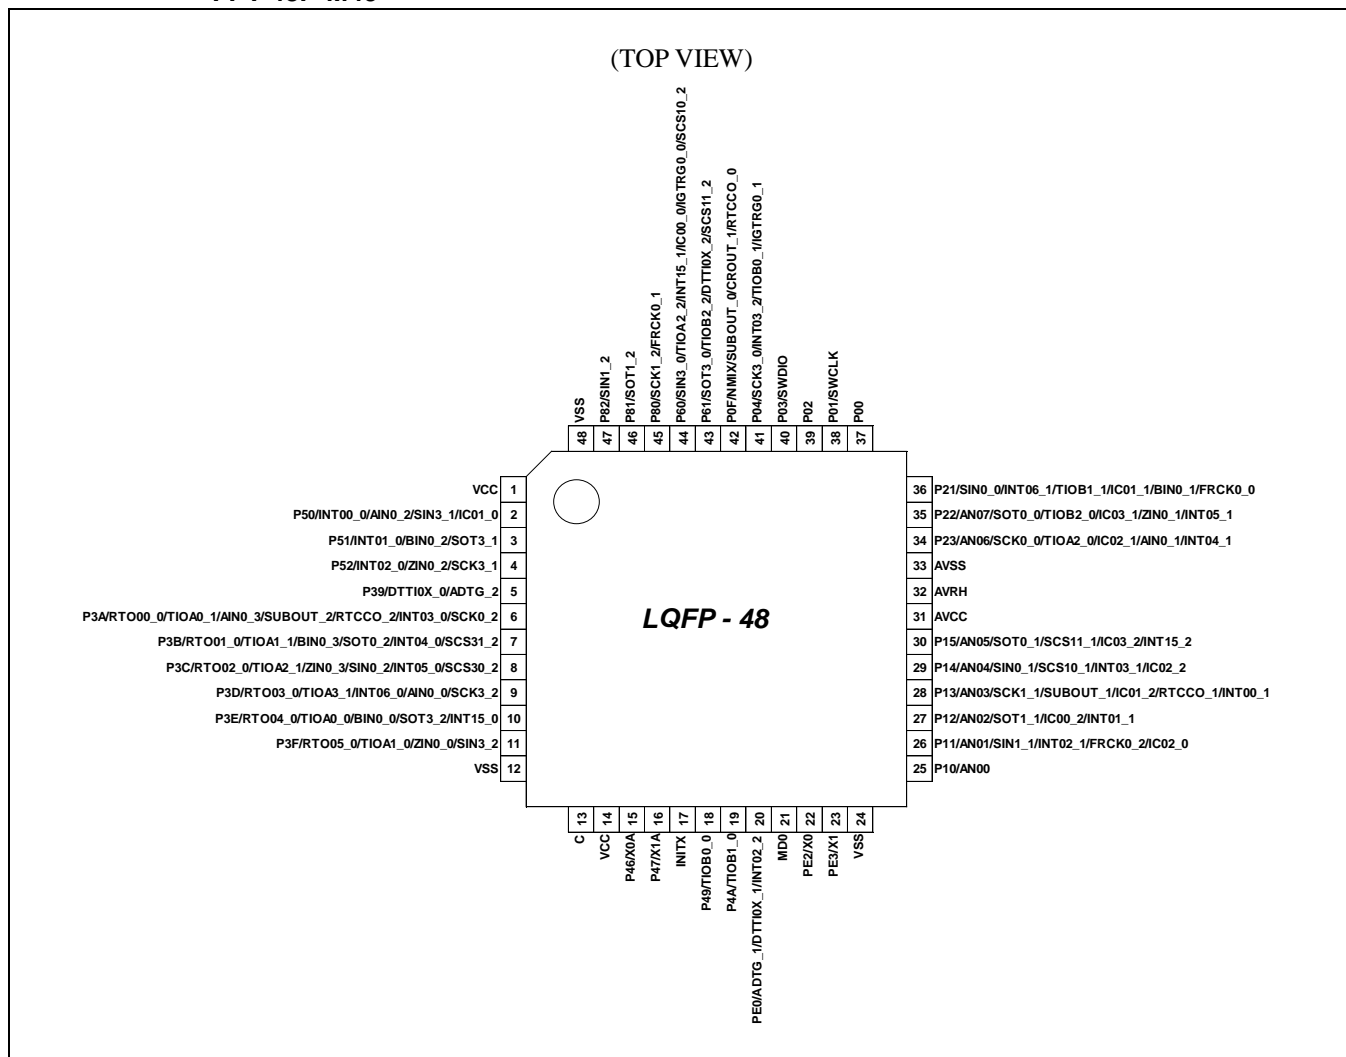 (TOP VIEW)
VSS
P82/SIN1_2
P81/SOT1_2
P80/SCK1_2/FRCK0_1
P60/SIN3_0/TIOA2_2/INT15_1/IC00_0/IGTRG0_0/SCS10_2
P61/SOT3_0/TIOB2_2/DTTI0X_2/SCS11_2
P0F/NMIX/SUBOUT_0/CROUT_1/RTCCO_0
P04/SCK3_0/INT03_2/TIOB0_1/IGTRG0_1
P03/SWDIO
P02
P01/SWCLK
P00
48 47 46 45 44 43 42 41 40 39 38 37
VCC 1
P50/INT00_0/AIN0_2/SIN3_1/IC01_0 2
P51/INT01_0/BIN0_2/SOT3_1 3
P52/INT02_0/ZIN0_2/SCK3_1 4
P39/DTTI0X_0/ADTG_2 5
P3A/RTO00_0/TIOA0_1/AIN0_3/SUBOUT_2/RTCCO_2/INT03_0/SCK0_2 6
P3B/RTO01_0/TIOA1_1/BIN0_3/SOT0_2/INT04_0/SCS31_2 7
P3C/RTO02_0/TIOA2_1/ZIN0_3/SIN0_2/INT05_0/SCS30_2 8
P3D/RTO03_0/TIOA3_1/INT06_0/AIN0_0/SCK3_2 9
P3E/RTO04_0/TIOA0_0/BIN0_0/SOT3_2/INT15_0 10
P3F/RTO05_0/TIOA1_0/ZIN0_0/SIN3_2 11
VSS 12
LQFP - 48
36 P21/SIN0_0/INT06_1/TIOB1_1/IC01_1/BIN0_1/FRCK0_0
35 P22/AN07/SOT0_0/TIOB2_0/IC03_1/ZIN0_1/INT05_1
34 P23/AN06/SCK0_0/TIOA2_0/IC02_1/AIN0_1/INT04_1
33 AVSS
32 AVRH
31 AVCC
30 P15/AN05/SOT0_1/SCS11_1/IC03_2/INT15_2
29 P14/AN04/SIN0_1/SCS10_1/INT03_1/IC02_2
28 P13/AN03/SCK1_1/SUBOUT_1/IC01_2/RTCCO_1/INT00_1
27 P12/AN02/SOT1_1/IC00_2/INT01_1
26 P11/AN01/SIN1_1/INT02_1/FRCK0_2/IC02_0
25 P10/AN00
13 14 15 16 17 18 19 20 21 22 23 24
C
VCC
P46/X0A
P47/X1A
INITX
P49/TIOB0_0
P4A/TIOB1_0
PE0/ADTG_1/DTTI0X_1/INT02_2
MD0
PE2/X0
PE3/X1
VSS